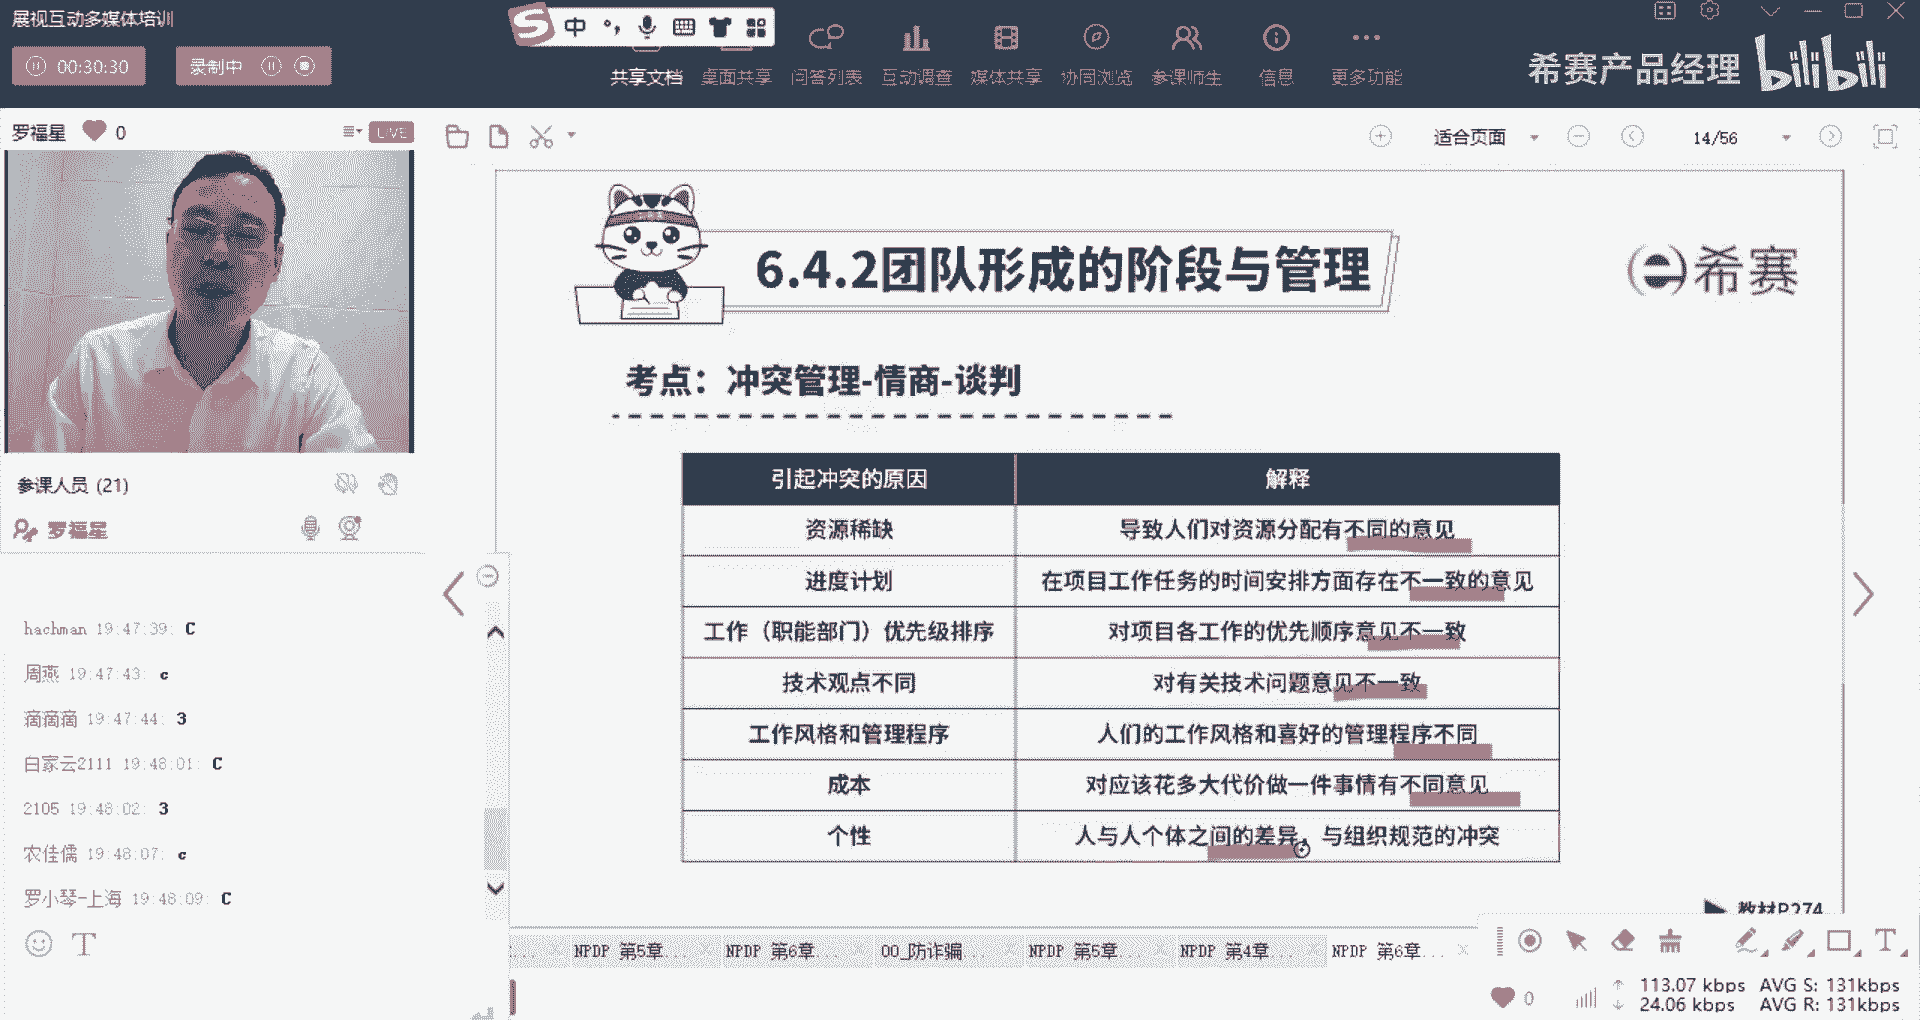 展视互动多媒体培训
中
00:30:30
录制中
共享文档
桌面共享
问答列表
互动调查
媒体共享
协同浏览
参课师生
信息
更多功能
希赛产品经理
bilibili
罗福星
0
LIVE
适合页面
14/56
6.4.2团队形成的阶段与管理
希赛
考点：冲突管理-情商-谈判
引起冲突的原因 解释
资源稀缺 导致人们对资源分配有不同的意见
进度计划 在项目工作任务的时间安排方面存在不一致的意见
工作（职能部门）优先级排序 对项目各工作的优先顺序意见不一致
技术观点不同 对有关技术问题意见不一致
工作风格和管理程序 人们的工作风格和喜好的管理程序不同
成本 对应该花多大代价做一件事情有不同意见
个性 人与人个体之间的差异，与组织规范的冲突
教材P274
参课人员 (21)
罗福星
hachman 19:47:39: C
周燕 19:47:43: c
滴滴滴 19:47:44: 3
白家云2111 19:48:01: C
2105 19:48:02: 3
农佳儒 19:48:07: c
罗小琴-上海 19:48:09: C
NPDP 第5章...
NPDP 第6章...
00_防诈骗...
NPDP 第5章...
NPDP 第4章...
NPDP 第6章...
0
113.07 kbps AVG S: 131kbps
24.06 kbps AVG R: 131kbps